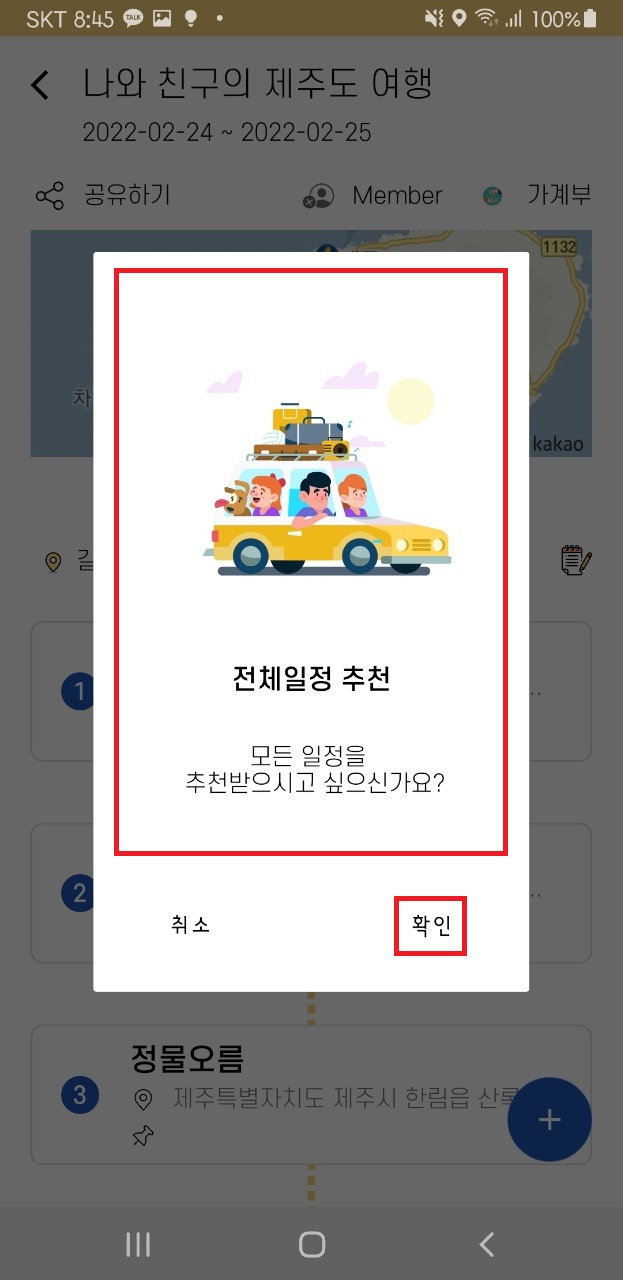 SKT 8:45 TALK 100%
나와 친구의 제주도 여행
2022-02-24 ~ 2022-02-25
공유하기 Member 가계부
1132
차
kakao
전체일정 추천
모든 일정을
추천받으시고 싶으신가요?
1
..
2
..
취소 확인
정물오름
3
제주특별자치도 제주시 한림읍 산록
+